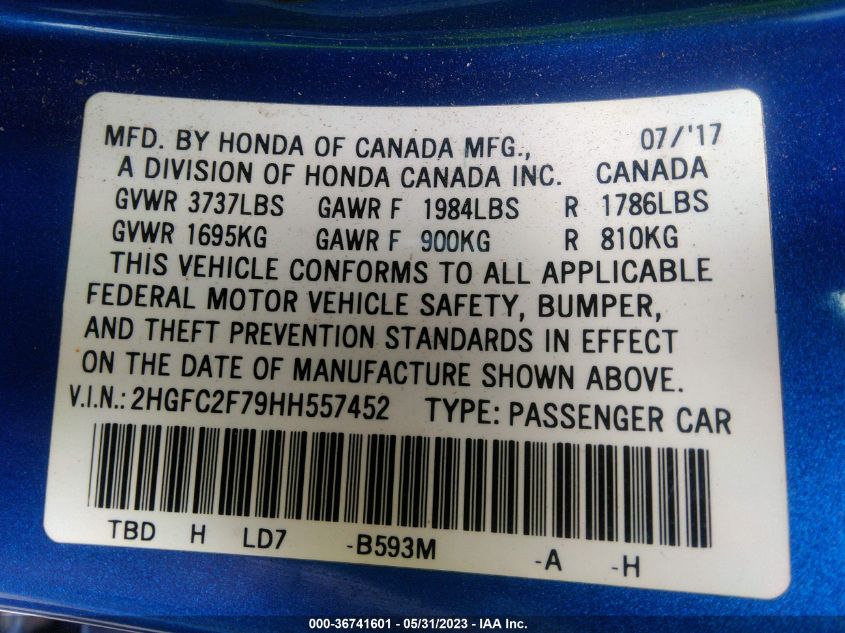 MFD. BY HONDA OF CANADA MFG., 07/'17
A DIVISION OF HONDA CANADA INC. CANADA
GVWR 3737LBS GAWR F 1984LBS R 1786LBS
GVWR 1695KG GAWR F 900KG R 810KG
THIS VEHICLE CONFORMS TO ALL APPLICABLE
FEDERAL MOTOR VEHICLE SAFETY, BUMPER,
AND THEFT PREVENTION STANDARDS IN EFFECT
ON THE DATE OF MANUFACTURE SHOWN ABOVE.
V.I.N.: 2HGFC2F79HH557452 TYPE: PASSENGER CAR
TBD H LD7 -B593M -A -H
000-36741601 - 05/31/2023 - IAA Inc.